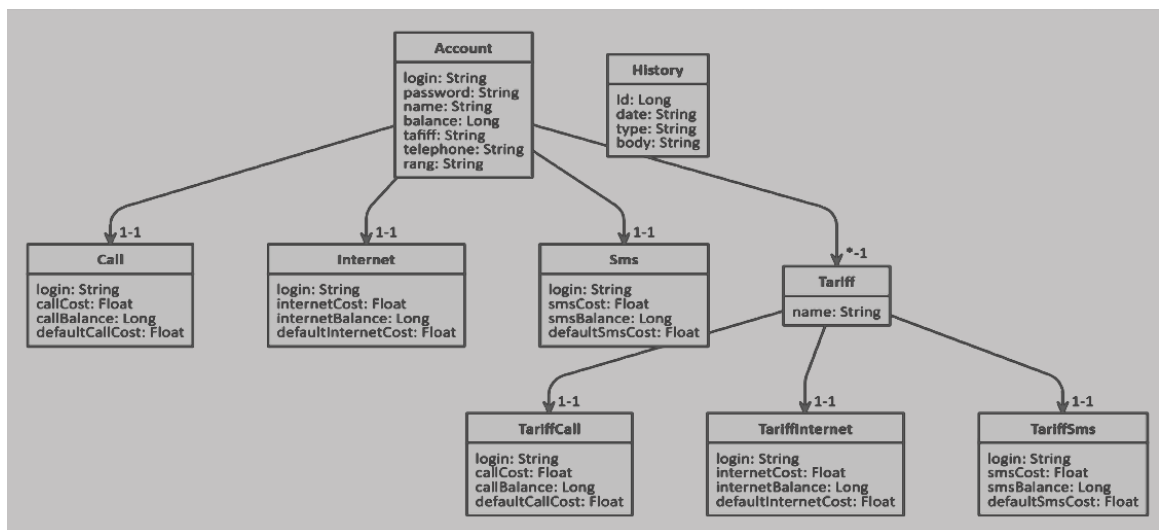 Account
login: String
password: String
name: String
balance: Long
tafiff: String
telephone: String
rang: String
History
Id: Long
date: String
type: String
body: String
1-1
1-1
1-1
*-1
Call
login: String
callCost: Float
callBalance: Long
defaultCallCost: Float
Internet
login: String
internetCost: Float
internetBalance: Long
defaultInternetCost: Float
Sms
login: String
smsCost: Float
smsBalance: Long
defaultSmsCost: Float
Tariff
name: String
1-1
1-1
1-1
TariffCall
login: String
callCost: Float
callBalance: Long
defaultCallCost: Float
TariffInternet
login: String
internetCost: Float
internetBalance: Long
defaultInternetCost: Float
TariffSms
login: String
smsCost: Float
smsBalance: Long
defaultSmsCost: Float